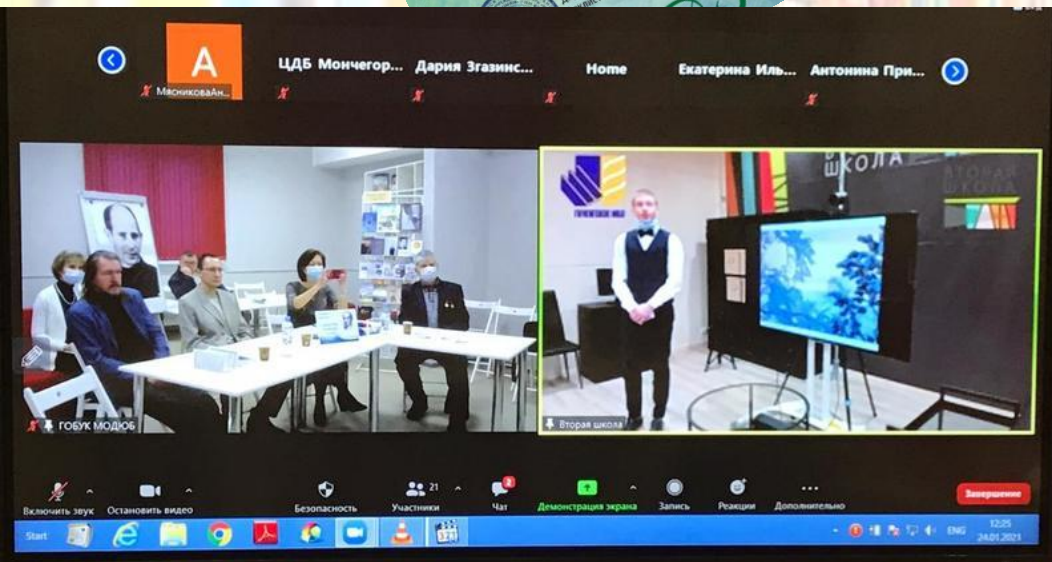 A
МясниковаАн...
ЦДБ Мончегор...
Дария Згазинс...
Home
Екатерина Иль...
Антонина При...
ШКОЛА
ВТОРАЯ
ШКОЛА
ГОБУК МОДЮБ
Вторая школа
Включить звук
Остановить видео
Безопасность
Участники
21
Чат
2
Демонстрация экрана
Запись
Реакции
Дополнительно
Завершение
Start
ENG
12:25
24.01.2021